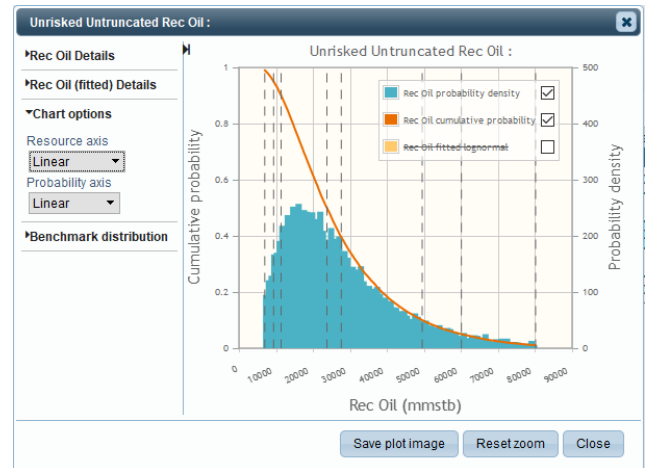 Unrisked Untruncated Rec Oil :
Rec Oil Details
Rec Oil (fitted) Details
Chart options
Resource axis
Linear
Probability axis
Linear
Benchmark distribution
Unrisked Untruncated Rec Oil :
Rec Oil probability density
Rec Oil cumulative probability
Rec Oil fitted lognormal
Cumulative probability
1
0.8
0.6
0.4
0.2
0
500
400
300
200
100
0
Probability density
0 10000 20000 30000 40000 50000 60000 70000 80000 90000
Rec Oil (mmstb)
Save plot image Reset zoom Close